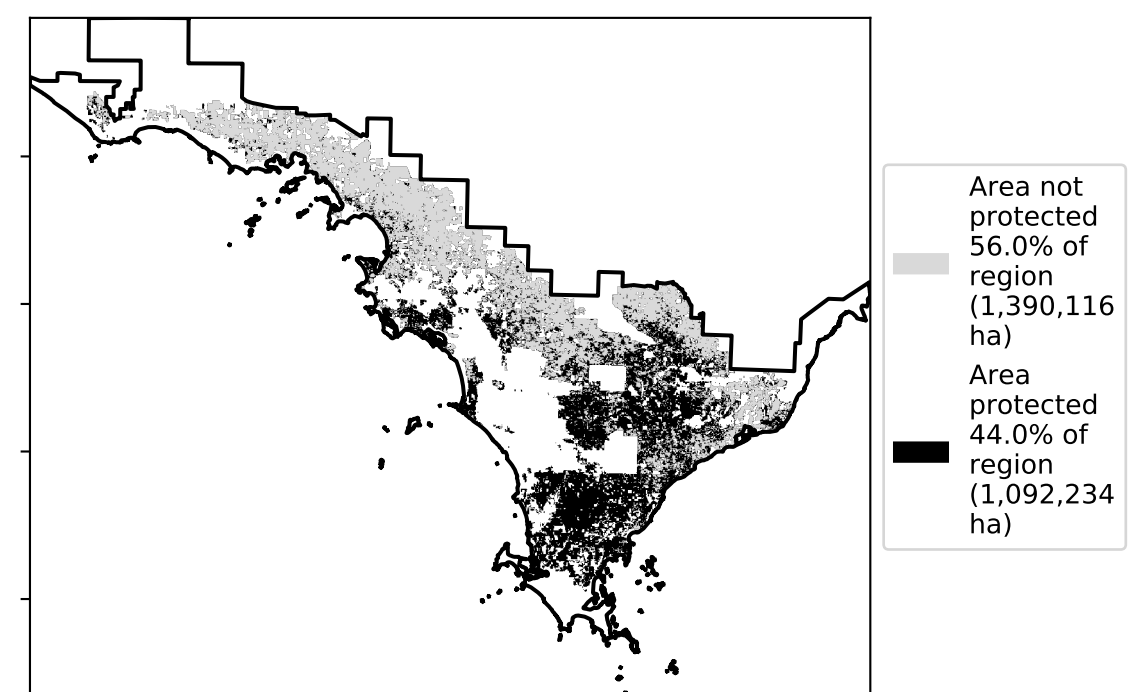 Area not
protected
56.0% of
region
(1,390,116
ha)
Area
protected
44.0% of
region
(1,092,234
ha)